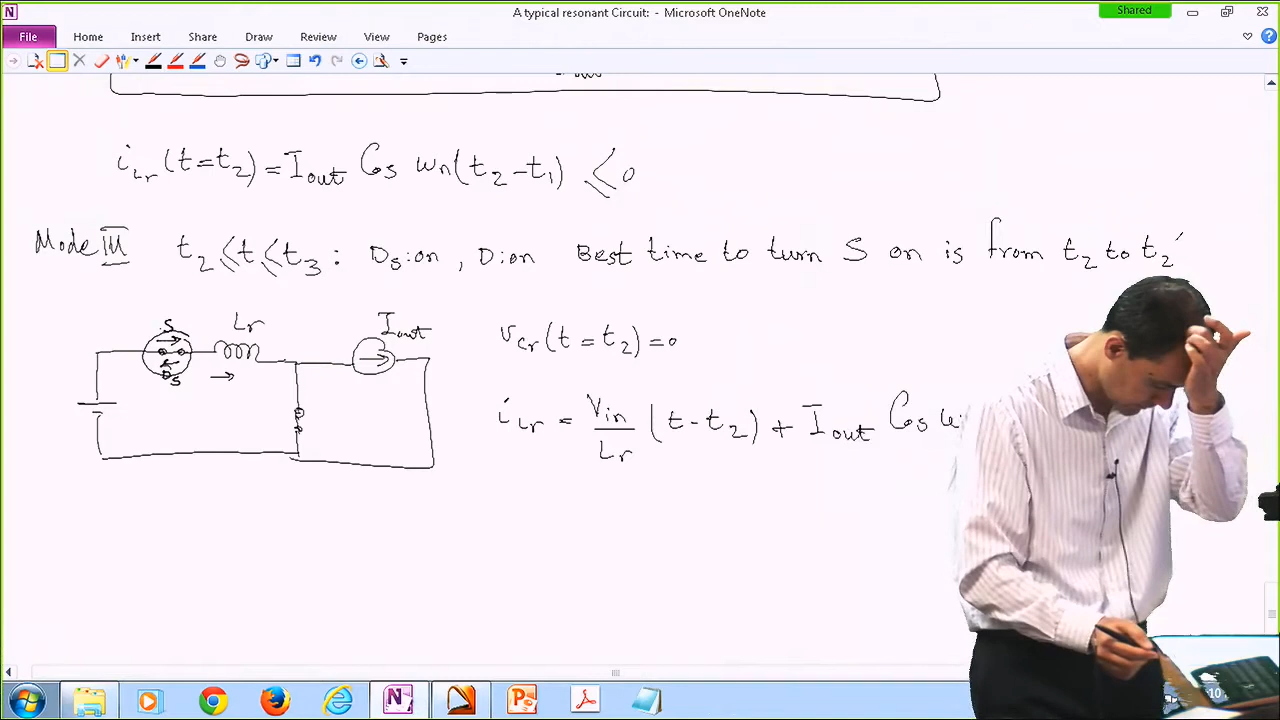 A typical resonant Circuit: - Microsoft OneNote
Shared
File Home Insert Share Draw Review View Pages
i_Lr (t=t2) = Iout Cos ωn(t2-t1) ≤ 0
Mode III t2 ≤ t ≤ t3 : Ds:on , D:on Best time to turn S on is from t2 to t2′
S
Lr
Iout
Ds
v_cr (t = t2) = 0
i_Lr = Vin/Lr (t - t2) + Iout Cos